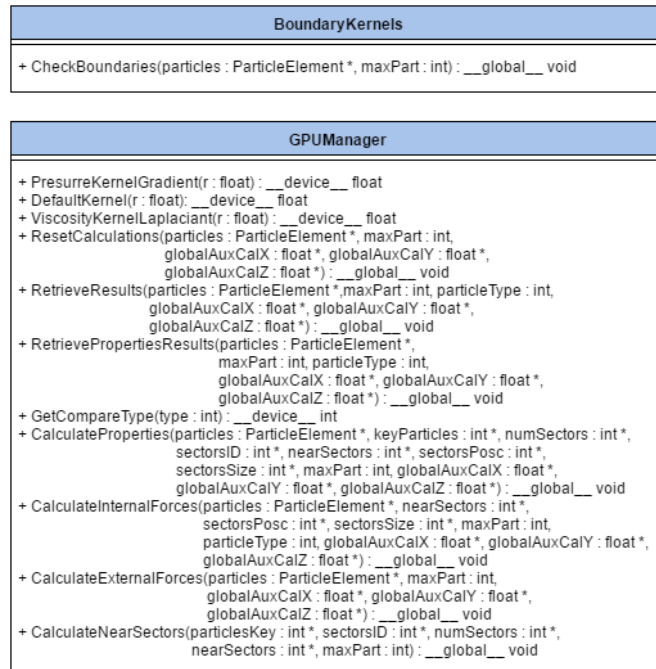 BoundaryKernels
+ CheckBoundaries(particles : ParticleElement *, maxPart : int) : __global__ void
GPUManager
+ PresurreKernelGradient(r : float) : __device__ float
+ DefaultKernel(r : float): __device__ float
+ ViscosityKernelLaplaciant(r : float) : __device__ float
+ ResetCalculations(particles : ParticleElement *, maxPart : int,
globalAuxCalX : float *, globalAuxCalY : float *,
globalAuxCalZ : float *) : __global__ void
+ RetrieveResults(particles : ParticleElement *,maxPart : int, particleType : int,
globalAuxCalX : float *, globalAuxCalY : float *,
globalAuxCalZ : float *) : __global__ void
+ RetrievePropertiesResults(particles : ParticleElement *,
maxPart : int, particleType : int,
globalAuxCalX : float *, globalAuxCalY : float *,
globalAuxCalZ : float *) : __global__ void
+ GetCompareType(type : int) : __device__ int
+ CalculateProperties(particles : ParticleElement *, keyParticles : int *, numSectors : int *,
sectorsID : int *, nearSectors : int *, sectorsPosc : int *,
sectorsSize : int *, maxPart : int, globalAuxCalX : float *,
globalAuxCalY : float *, globalAuxCalZ : float *) : __global__ void
+ CalculateInternalForces(particles : ParticleElement *, nearSectors : int *,
sectorsPosc : int *, sectorsSize : int *, maxPart : int,
particleType : int, globalAuxCalX : float *, globalAuxCalY : float *,
globalAuxCalZ : float *) : __global__ void
+ CalculateExternalForces(particles : ParticleElement *, maxPart : int,
globalAuxCalX : float *, globalAuxCalY : float *,
globalAuxCalZ : float *) : __global__ void
+ CalculateNearSectors(particlesKey : int *, sectorsID : int *, numSectors : int *,
nearSectors : int *, maxPart : int) : __global__ void